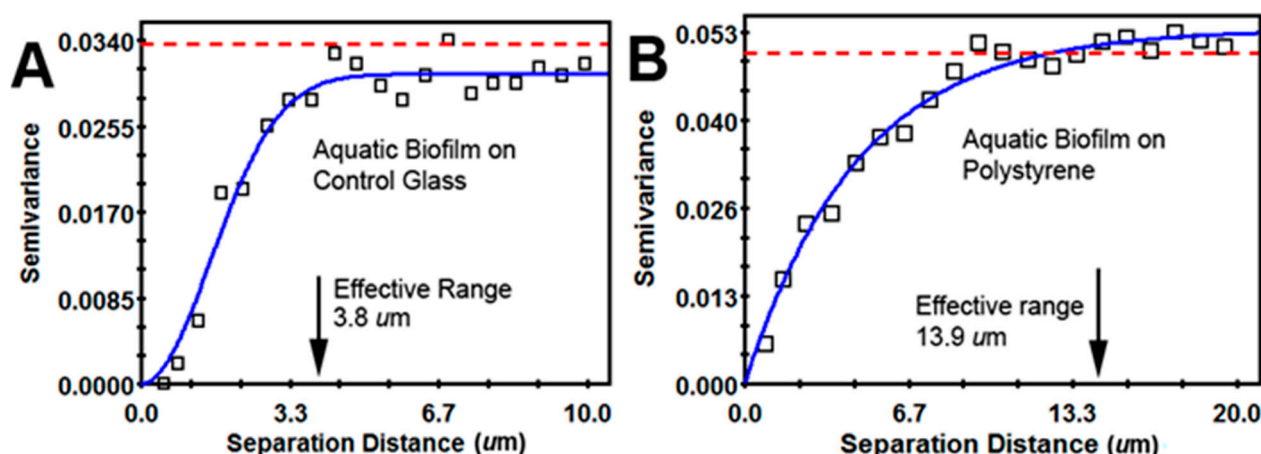 A
Semivariance
0.0340
0.0255
0.0170
0.0085
0.0000
Aquatic Biofilm on
Control Glass
Effective Range
3.8 um
0.0
3.3
6.7
10.0
Separation Distance (um)
B
Semivariance
0.053
0.040
0.026
0.013
0.000
Aquatic Biofilm on
Polystyrene
Effective range
13.9 um
0.0
6.7
13.3
20.0
Separation Distance (um)